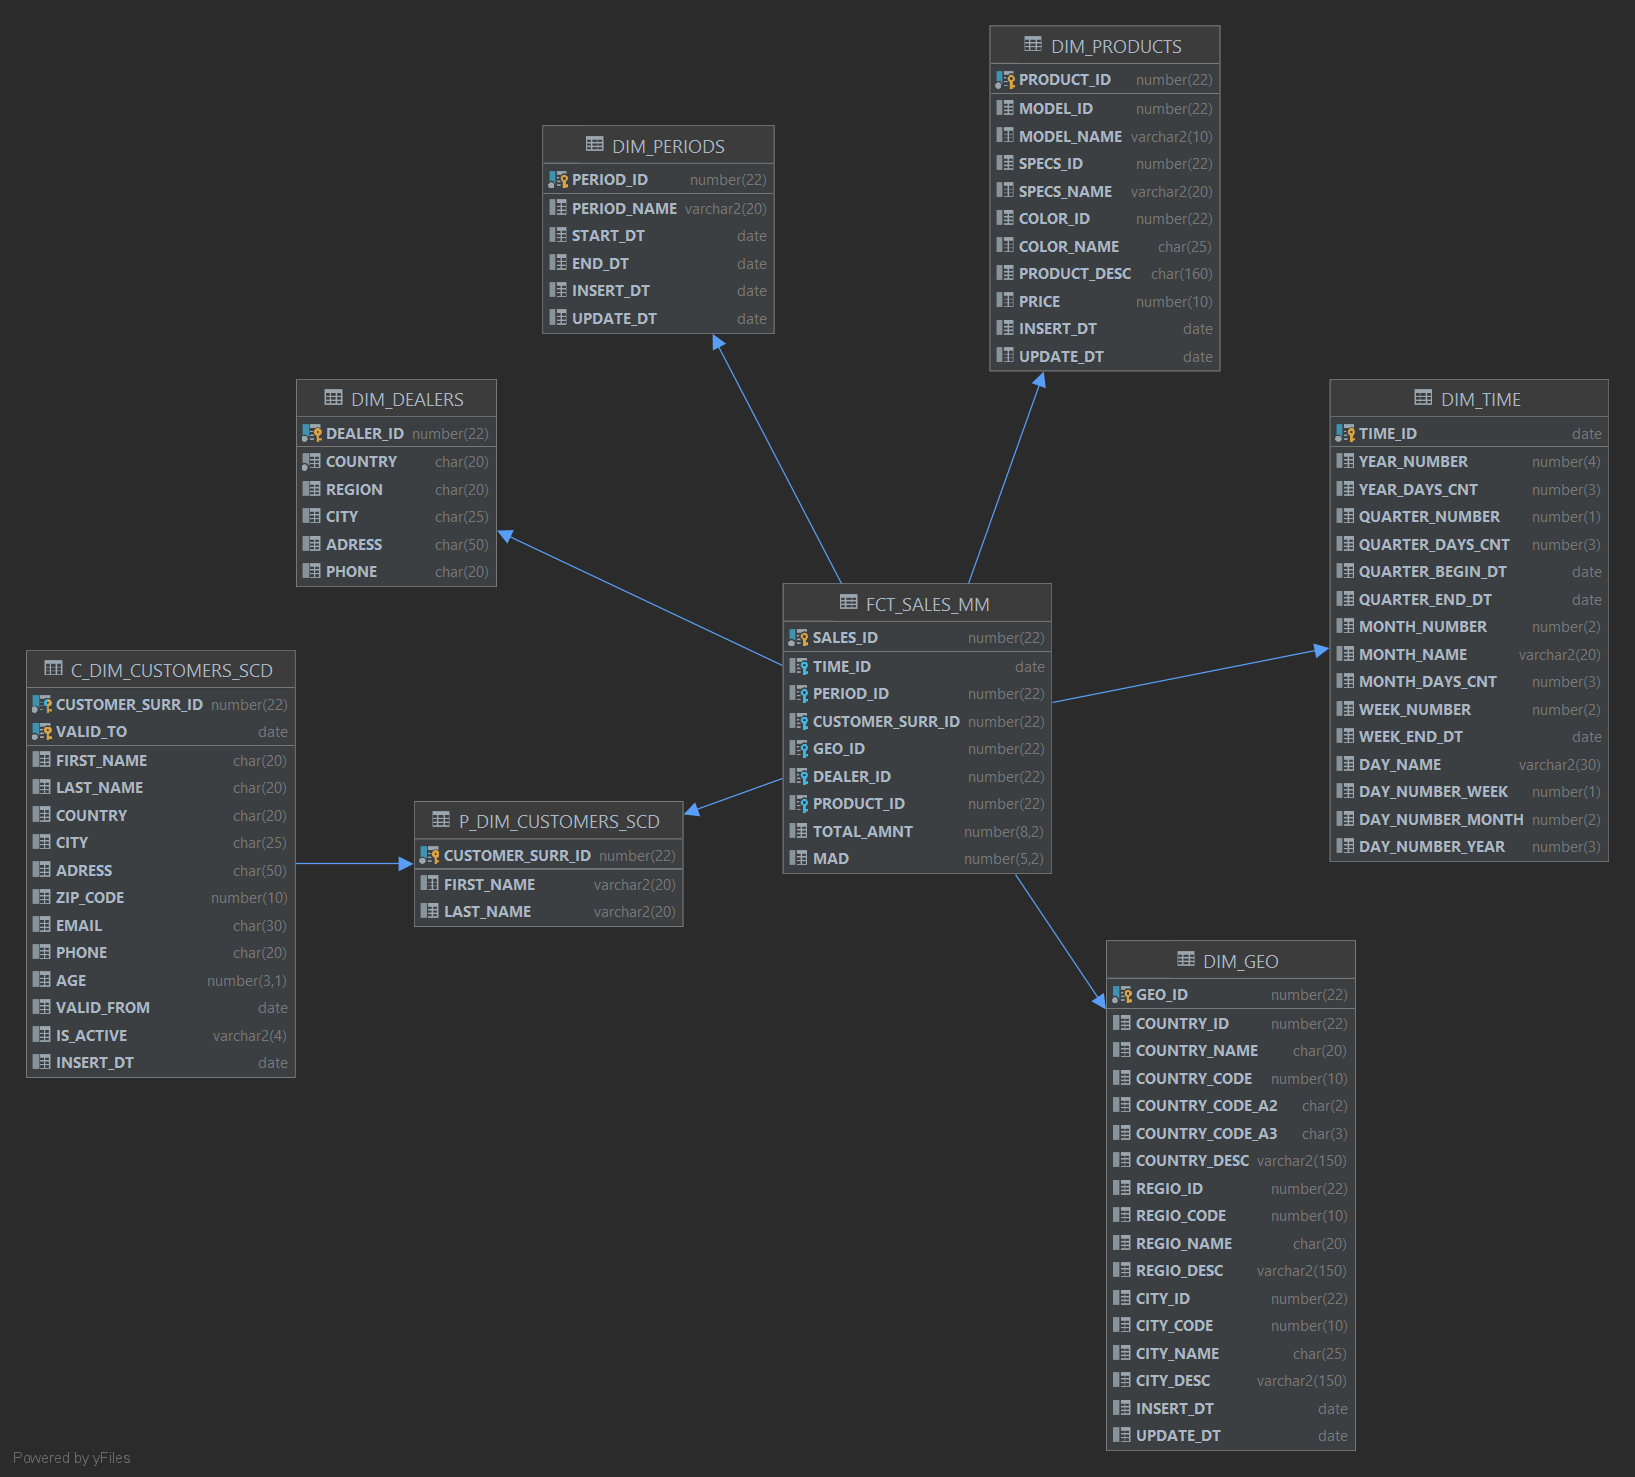 DIM_PRODUCTS
PRODUCT_ID number(22)
MODEL_ID number(22)
MODEL_NAME varchar2(10)
SPECS_ID number(22)
SPECS_NAME varchar2(20)
COLOR_ID number(22)
COLOR_NAME char(25)
PRODUCT_DESC char(160)
PRICE number(10)
INSERT_DT date
UPDATE_DT date
DIM_PERIODS
PERIOD_ID number(22)
PERIOD_NAME varchar2(20)
START_DT date
END_DT date
INSERT_DT date
UPDATE_DT date
DIM_DEALERS
DEALER_ID number(22)
COUNTRY char(20)
REGION char(20)
CITY char(25)
ADRESS char(50)
PHONE char(20)
DIM_TIME
TIME_ID date
YEAR_NUMBER number(4)
YEAR_DAYS_CNT number(3)
QUARTER_NUMBER number(1)
QUARTER_DAYS_CNT number(3)
QUARTER_BEGIN_DT date
QUARTER_END_DT date
MONTH_NUMBER number(2)
MONTH_NAME varchar2(20)
MONTH_DAYS_CNT number(3)
WEEK_NUMBER number(2)
WEEK_END_DT date
DAY_NAME varchar2(30)
DAY_NUMBER_WEEK number(1)
DAY_NUMBER_MONTH number(2)
DAY_NUMBER_YEAR number(3)
FCT_SALES_MM
SALES_ID number(22)
TIME_ID date
PERIOD_ID number(22)
CUSTOMER_SURR_ID number(22)
GEO_ID number(22)
DEALER_ID number(22)
PRODUCT_ID number(22)
TOTAL_AMNT number(8,2)
MAD number(5,2)
C_DIM_CUSTOMERS_SCD
CUSTOMER_SURR_ID number(22)
VALID_TO date
FIRST_NAME char(20)
LAST_NAME char(20)
COUNTRY char(20)
CITY char(25)
ADRESS char(50)
ZIP_CODE number(10)
EMAIL char(30)
PHONE char(20)
AGE number(3,1)
VALID_FROM date
IS_ACTIVE varchar2(4)
INSERT_DT date
P_DIM_CUSTOMERS_SCD
CUSTOMER_SURR_ID number(22)
FIRST_NAME varchar2(20)
LAST_NAME varchar2(20)
DIM_GEO
GEO_ID number(22)
COUNTRY_ID number(22)
COUNTRY_NAME char(20)
COUNTRY_CODE number(10)
COUNTRY_CODE_A2 char(2)
COUNTRY_CODE_A3 char(3)
COUNTRY_DESC varchar2(150)
REGIO_ID number(22)
REGIO_CODE number(10)
REGIO_NAME char(20)
REGIO_DESC varchar2(150)
CITY_ID number(22)
CITY_CODE number(10)
CITY_NAME char(25)
CITY_DESC varchar2(150)
INSERT_DT date
UPDATE_DT date
Powered by yFiles